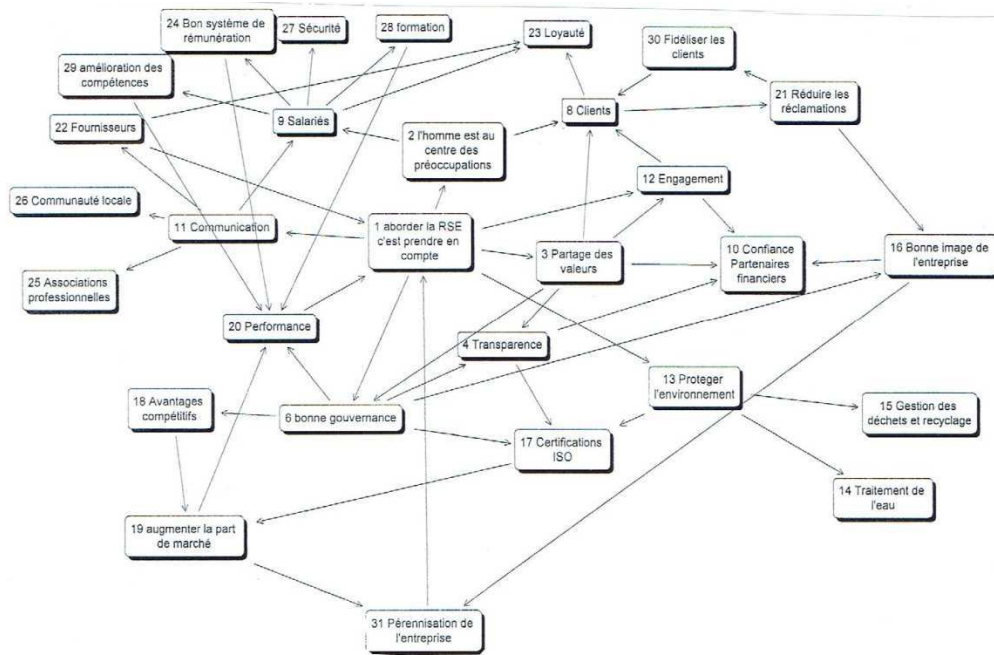 24 Bon système de
rémunération
27 Sécurité
28 formation
23 Loyauté
30 Fidéliser les
clients
29 amélioration des
compétences
21 Réduire les
réclamations
8 Clients
22 Fournisseurs
9 Salariés
2 l'homme est au
centre des
préoccupations
12 Engagement
26 Communauté locale
11 Communication
1 aborder la RSE
c'est prendre en
compte
3 Partage des
valeurs
10 Confiance
Partenaires
financiers
16 Bonne image de
l'entreprise
25 Associations
professionnelles
20 Performance
4 Transparence
13 Proteger
l'environnement
18 Avantages
compétitifs
6 bonne gouvernance
15 Gestion des
déchets et recyclage
17 Certifications
ISO
14 Traitement de
l'eau
19 augmenter la part
de marché
31 Pérennisation de
l'entreprise